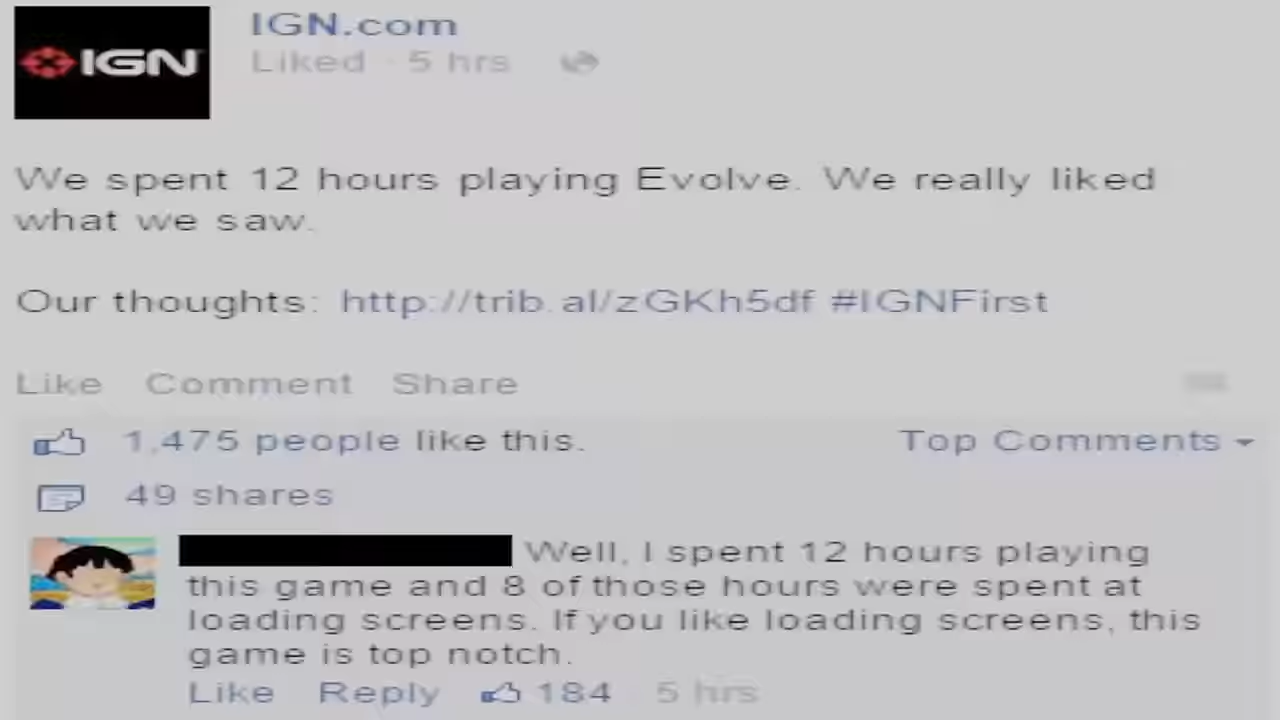 IGN
IGN.com
Liked · 5 hrs
We spent 12 hours playing Evolve. We really liked
what we saw.
Our thoughts: http://trib.al/zGKh5df #IGNFirst
Like Comment Share
1,475 people like this.
Top Comments
49 shares
Well, I spent 12 hours playing
this game and 8 of those hours were spent at
loading screens. If you like loading screens, this
game is top notch.
Like Reply 184 5 hrs